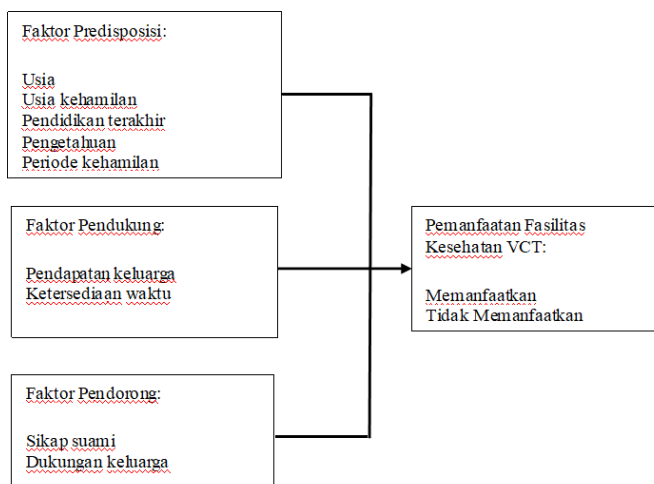 Faktor Predisposisi:
Usia
Usia kehamilan
Pendidikan terakhir
Pengetahuan
Periode kehamilan
Faktor Pendukung:
Pendapatan keluarga
Ketersediaan waktu
Faktor Pendorong:
Sikap suami
Dukungan keluarga
Pemanfaatan Fasilitas
Kesehatan VCT:
Memanfaatkan
Tidak Memanfaatkan